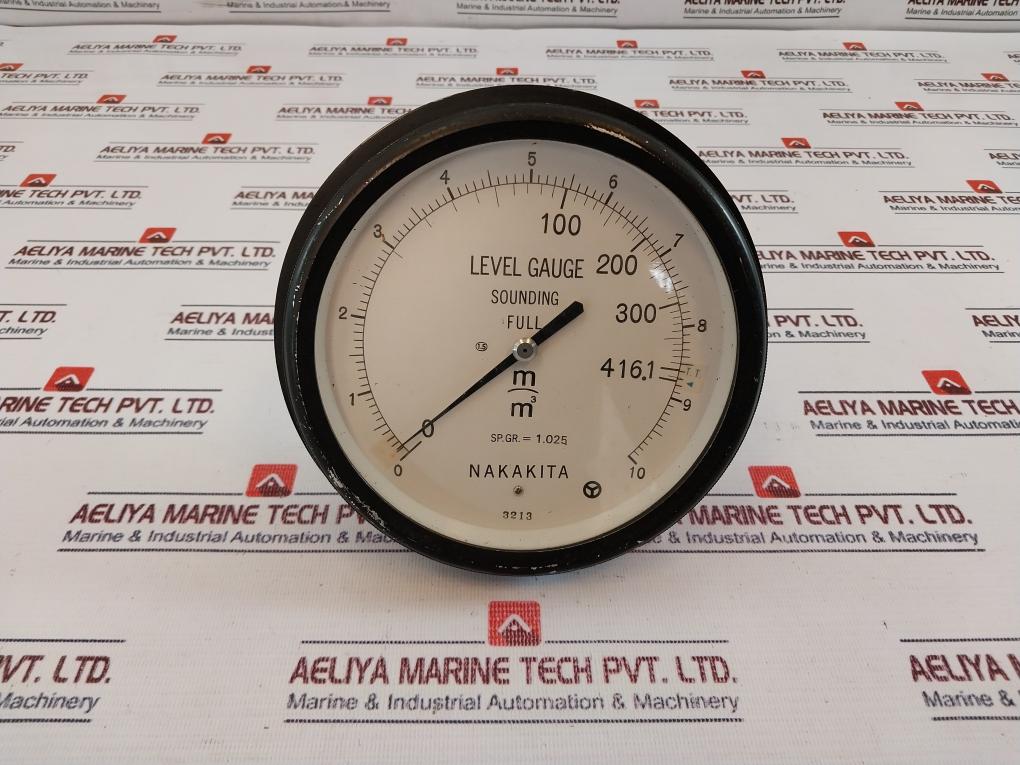 AELIYA MARINE TECH PVT. LTD.
Marine & Industrial Automation & Machinery
0
1
2
3
4
5
6
7
8
9
10
0
100
200
300
416.1
T.T
LEVEL GAUGE
SOUNDING
FULL
1.5
m
m³
SP.GR. = 1.025
NAKAKITA
3213
AELIYA MARINE TECH PVT. LTD.
Marine & Industrial Automation & Machinery